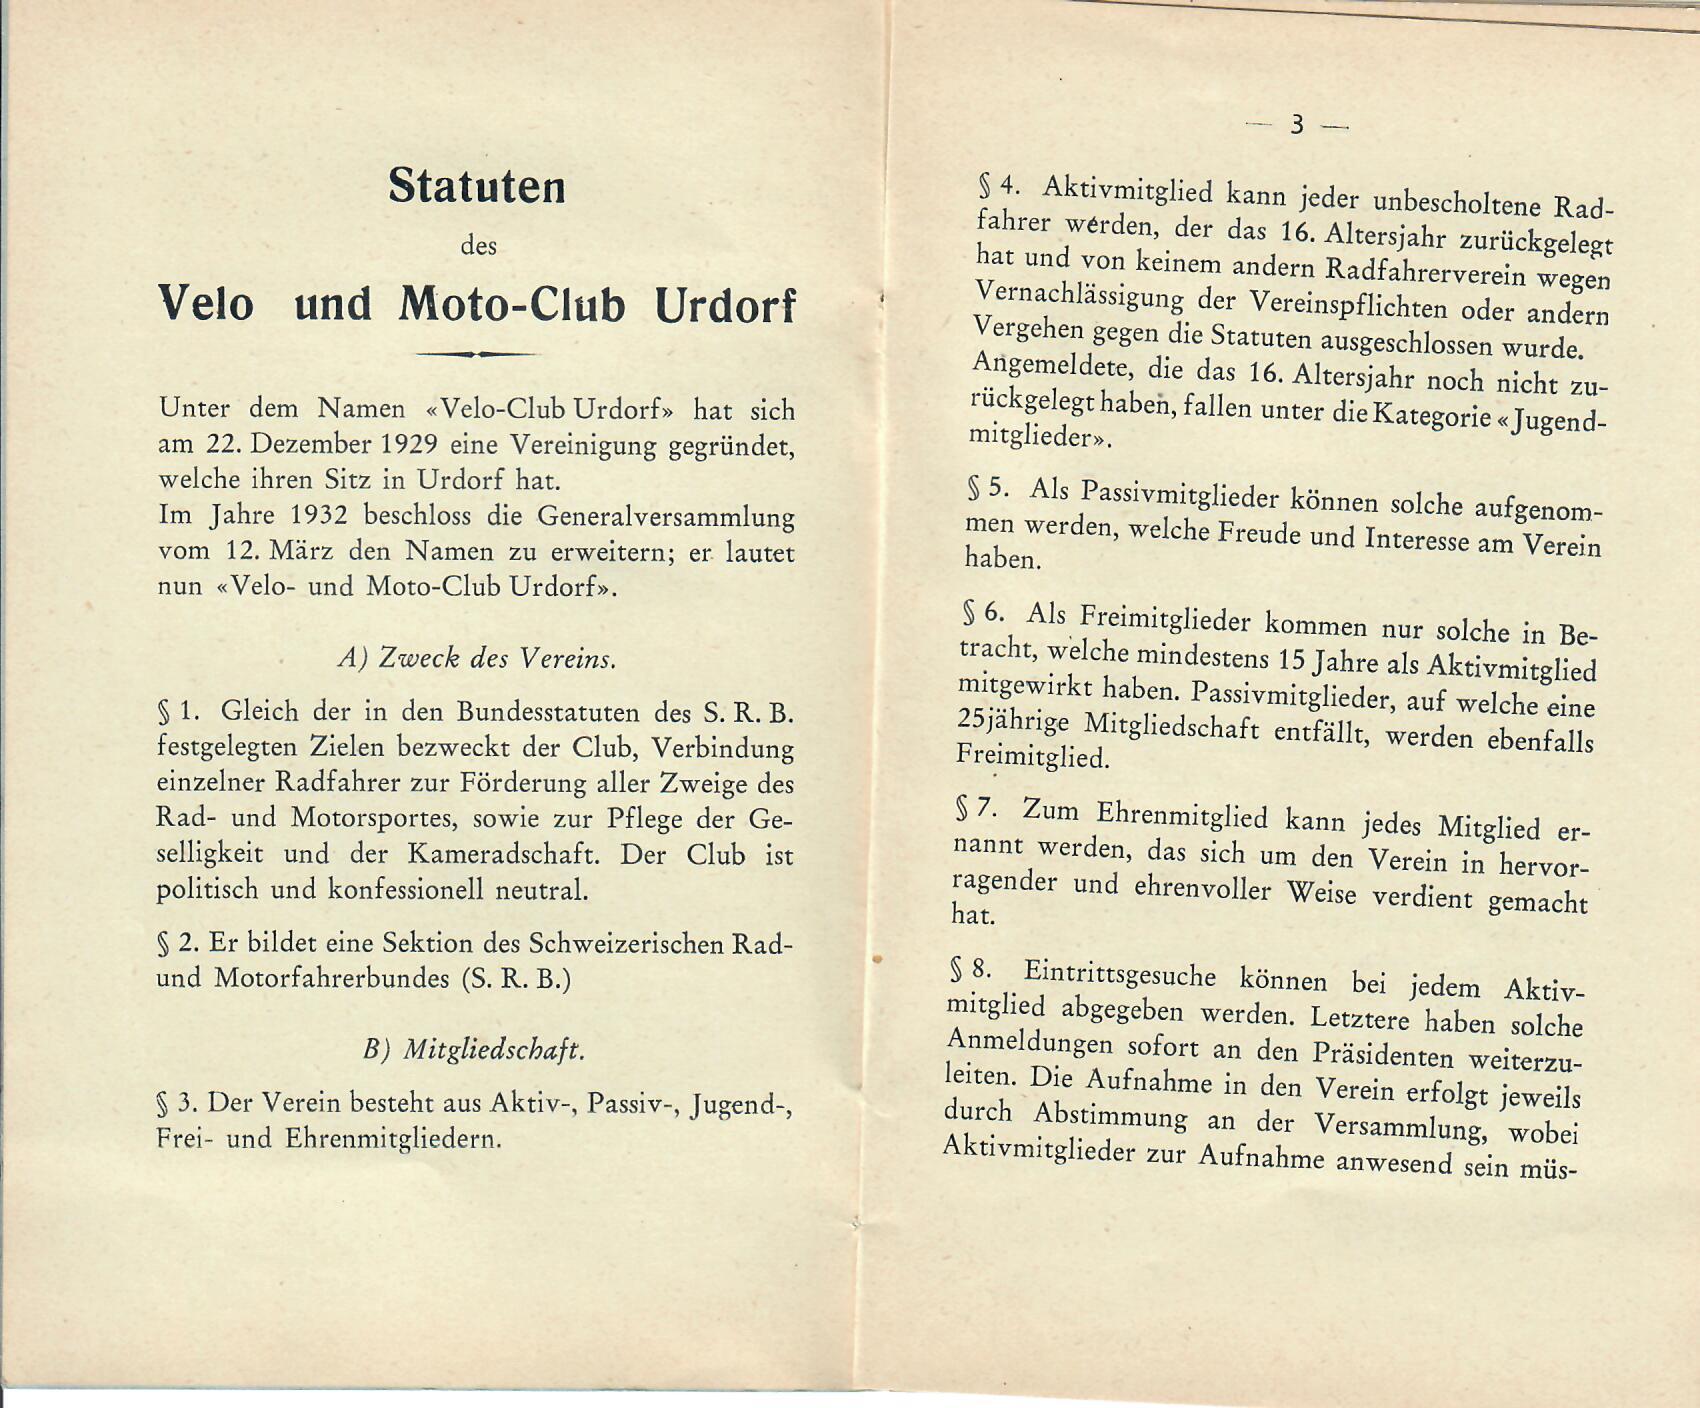 Statuten
des
Velo und Moto-Club Urdorf
Unter dem Namen «Velo-Club Urdorf» hat sich
am 22. Dezember 1929 eine Vereinigung gegründet,
welche ihren Sitz in Urdorf hat.
Im Jahre 1932 beschloss die Generalversammlung
vom 12. März den Namen zu erweitern; er lautet
nun «Velo- und Moto-Club Urdorf».
A) Zweck des Vereins.
§ 1. Gleich der in den Bundesstatuten des S. R. B.
festgelegten Zielen bezweckt der Club, Verbindung
einzelner Radfahrer zur Förderung aller Zweige des
Rad- und Motorsportes, sowie zur Pflege der Ge-
selligkeit und der Kameradschaft. Der Club ist
politisch und konfessionell neutral.
§ 2. Er bildet eine Sektion des Schweizerischen Rad-
und Motorfahrerbundes (S. R. B.)
B) Mitgliedschaft.
§ 3. Der Verein besteht aus Aktiv-, Passiv-, Jugend-,
Frei- und Ehrenmitgliedern.
— 3 —
§ 4. Aktivmitglied kann jeder unbescholtene Rad-
fahrer werden, der das 16. Altersjahr zurückgelegt
hat und von keinem andern Radfahrerverein wegen
Vernachlässigung der Vereinspflichten oder andern
Vergehen gegen die Statuten ausgeschlossen wurde.
Angemeldete, die das 16. Altersjahr noch nicht zu-
rückgelegt haben, fallen unter die Kategorie «Jugend-
mitglieder».
§ 5. Als Passivmitglieder können solche aufgenom-
men werden, welche Freude und Interesse am Verein
haben.
§ 6. Als Freimitglieder kommen nur solche in Be-
tracht, welche mindestens 15 Jahre als Aktivmitglied
mitgewirkt haben. Passivmitglieder, auf welche eine
25jährige Mitgliedschaft entfällt, werden ebenfalls
Freimitglied.
§ 7. Zum Ehrenmitglied kann jedes Mitglied er-
nannt werden, das sich um den Verein in hervor-
ragender und ehrenvoller Weise verdient gemacht
hat.
§ 8. Eintrittsgesuche können bei jedem Aktiv-
mitglied abgegeben werden. Letztere haben solche
Anmeldungen sofort an den Präsidenten weiterzu-
leiten. Die Aufnahme in den Verein erfolgt jeweils
durch Abstimmung an der Versammlung, wobei
Aktivmitglieder zur Aufnahme anwesend sein müs-